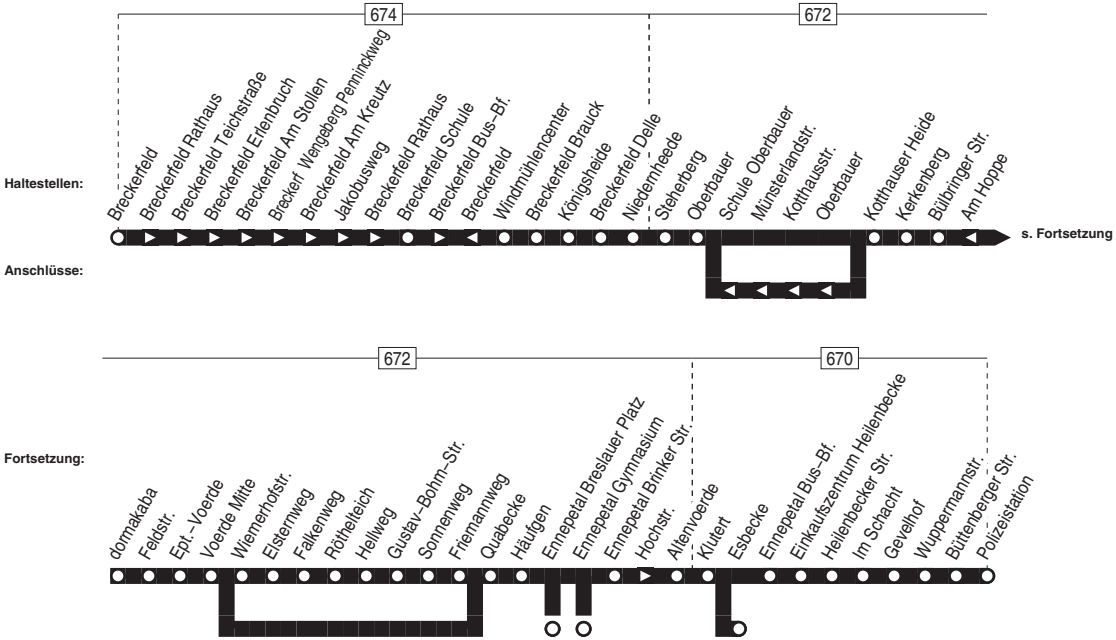 674
672
Haltestellen:
Breckerfeld
Breckerfeld Rathaus
Breckerfeld Teichstraße
Breckerfeld Erlenbruch
Breckerfeld Am Stollen
Breckerf Wengeberg Penninckweg
Breckerfeld Am Kreutz
Jakobusweg
Breckerfeld Rathaus
Breckerfeld Schule
Breckerfeld Bus-Bf.
Breckerfeld
Windmühlencenter
Breckerfeld Brauck
Königsheide
Breckerfeld Delle
Niedernheede
Steherberg
Oberbauer
Schule Oberbauer
Münsterlandstr.
Kotthausstr.
Oberbauer
Kotthauser Heide
Kerkenberg
Bülbringer Str.
Am Hoppe
s. Fortsetzung
Anschlüsse:
672
670
Fortsetzung:
dormakaba
Feldstr.
Ept.-Voerde
Voerde Mitte
Wiemerhofstr.
Elsternweg
Falkenweg
Röthelteich
Hellweg
Gustav-Bohm-Str.
Sonnenweg
Friemannweg
Quabecke
Häufgen
Ennepetal Breslauer Platz
Ennepetal Gymnasium
Ennepetal Brinker Str.
Hochstr.
Altenvoerde
Klutert
Esbecke
Ennepetal Bus-Bf.
Einkaufszentrum Heilenbecke
Heilenbecker Str.
Im Schacht
Gevelhof
Wuppermannstr.
Büttenberger Str.
Polizeistation